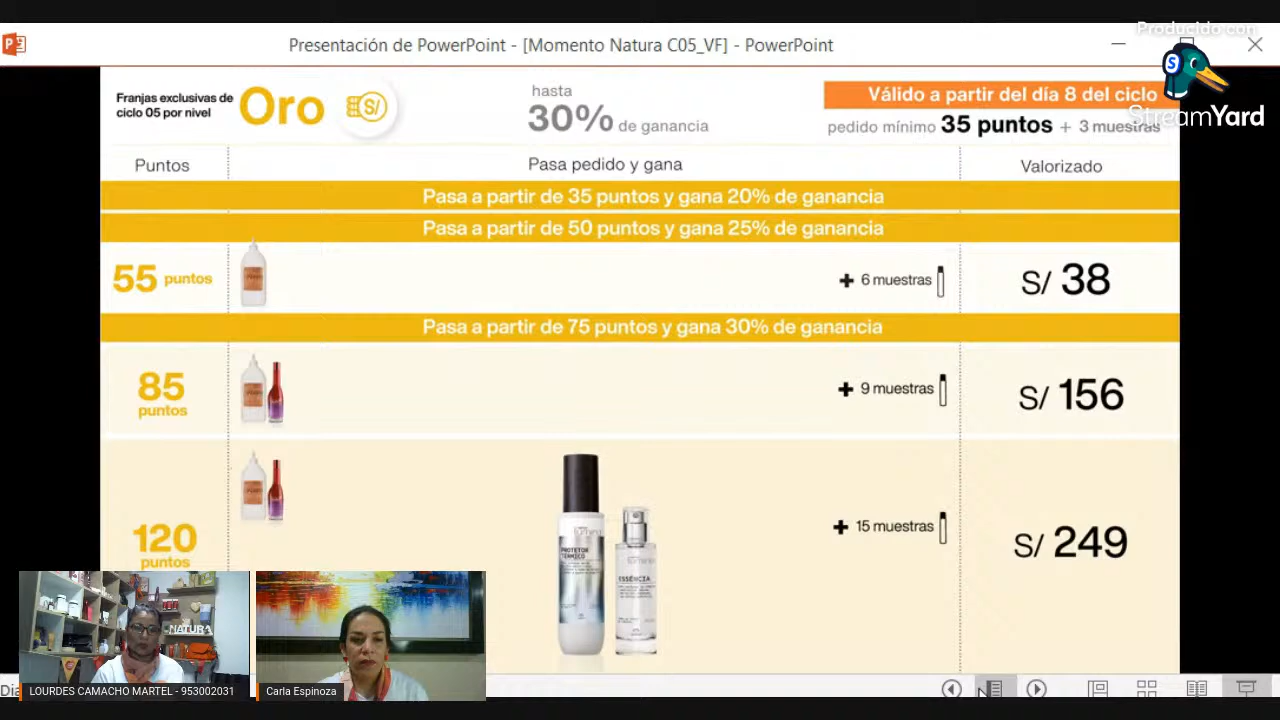 Producido con
StreamYard
Presentación de PowerPoint - [Momento Natura C05_VF] - PowerPoint
Franjas exclusivas de
ciclo 05 por nivel
Oro
S/
hasta
30% de ganancia
Válido a partir del día 8 del ciclo
pedido mínimo 35 puntos + 3 muestras
Puntos
Pasa pedido y gana
Valorizado
Pasa a partir de 35 puntos y gana 20% de ganancia
Pasa a partir de 50 puntos y gana 25% de ganancia
55 puntos
+ 6 muestras
S/ 38
Pasa a partir de 75 puntos y gana 30% de ganancia
85
puntos
+ 9 muestras
S/ 156
120
puntos
lumina
PROTETOR
TÉRMICO
lumina
ESSÊNCIA
+ 15 muestras
S/ 249
NATURA
LOURDES CAMACHO MARTEL - 953002031
Carla Espinoza